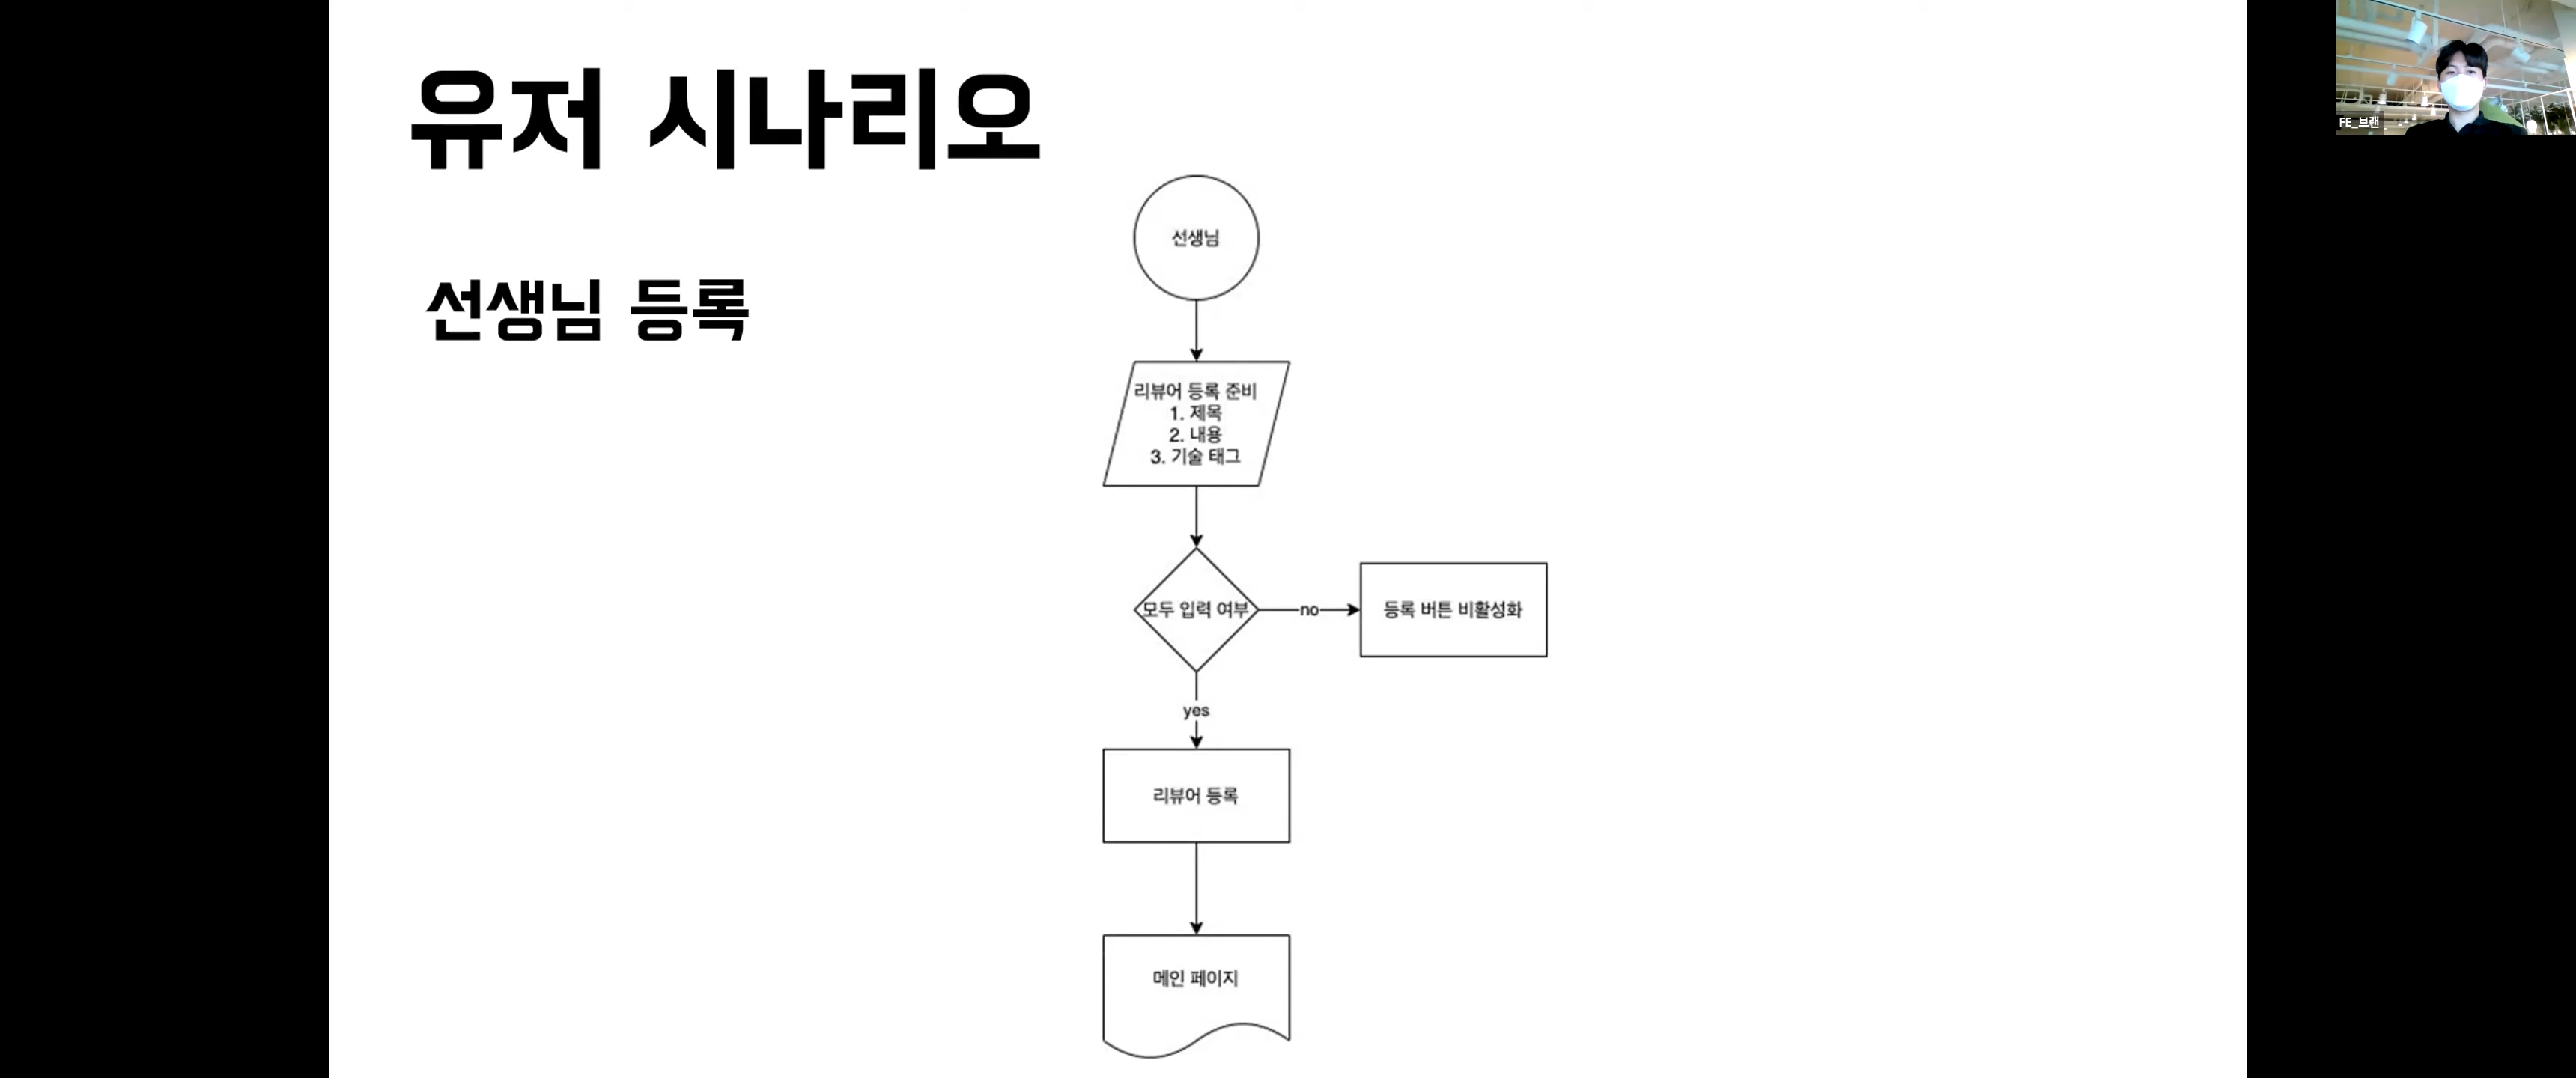 유저 시나리오
선생님 등록
선생님
리뷰어 등록 준비
1. 제목
2. 내용
3. 기술 태그
모두 입력 여부
no
등록 버튼 비활성화
yes
리뷰어 등록
메인 페이지
FE_브랜